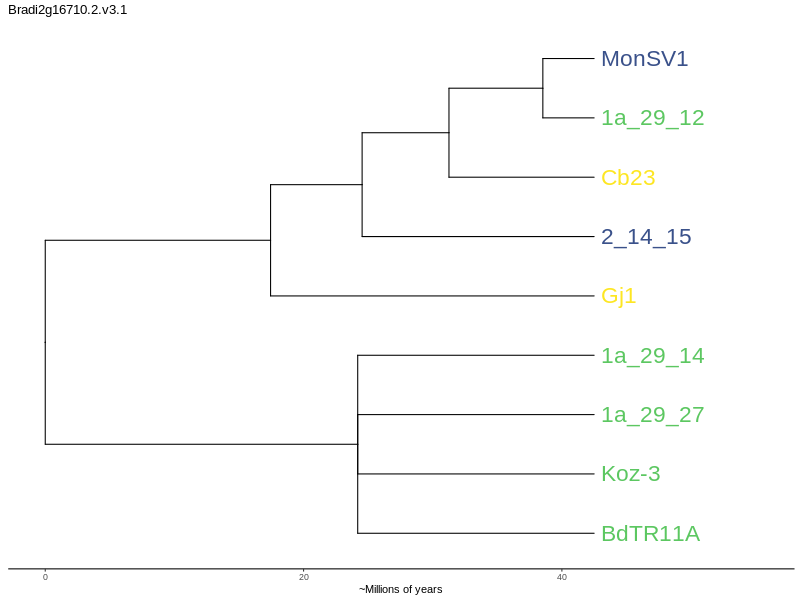 Bradi2g16710.2.v3.1
MonSV1
1a_29_12
Cb23
2_14_15
Gj1
1a_29_14
1a_29_27
Koz-3
BdTR11A
0 20 40
~Millions of years